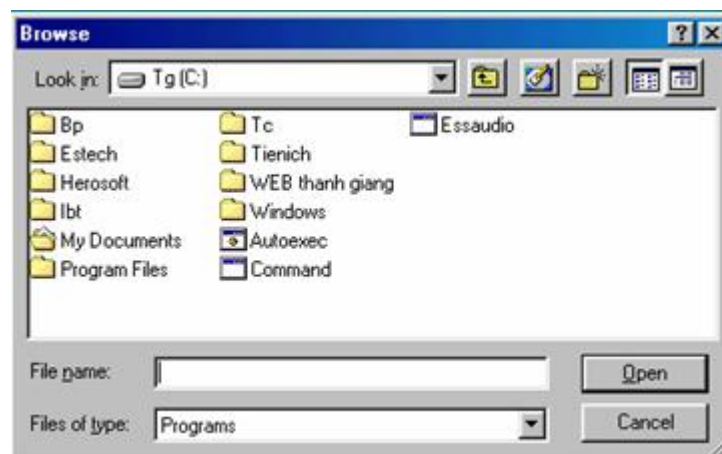 Browse
Look in: Tg (C:)
Bp Tc Essaudio
Estech Tienich
Herosoft WEB thanh giang
Ibt Windows
My Documents Autoexec
Program Files Command
File name: Open
Files of type: Programs Cancel